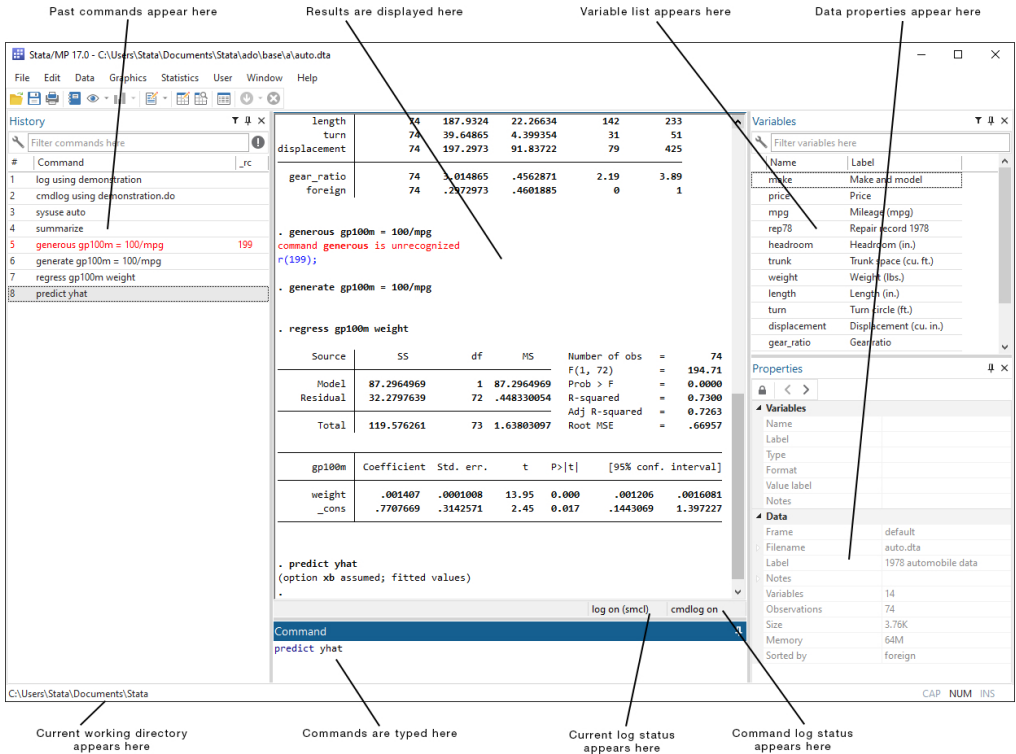 Past commands appear here
Results are displayed here
Variable list appears here
Data properties appear here
Stata/MP 17.0 - C:\Users\Stata\Documents\Stata\ado\base\a\auto.dta
File Edit Data Graphics Statistics User Window Help
History
Filter commands here
# Command _rc
1 log using demonstration
2 cmdlog using demonstration.do
3 sysuse auto
4 summarize
5 generous gp100m = 100/mpg 199
6 generate gp100m = 100/mpg
7 regress gp100m weight
8 predict yhat
length 74 187.9324 22.26634 142 233
turn 74 39.64865 4.399354 31 51
displacement 74 197.2973 91.83722 79 425
gear_ratio 74 3.014865 .4562871 2.19 3.89
foreign 74 .2972973 .4601885 0 1
. generous gp100m = 100/mpg
command generous is unrecognized
r(199);
. generate gp100m = 100/mpg
. regress gp100m weight
Source SS df MS Number of obs = 74
F(1, 72) = 194.71
Model 87.2964969 1 87.2964969 Prob > F = 0.0000
Residual 32.2797639 72 .448330054 R-squared = 0.7300
Adj R-squared = 0.7263
Total 119.576261 73 1.63803097 Root MSE = .66957
gp100m Coefficient Std. err. t P>|t| [95% conf. interval]
weight .001407 .0001008 13.95 0.000 .001206 .0016081
_cons .7707669 .3142571 2.45 0.017 .1443069 1.397227
. predict yhat
(option xb assumed; fitted values)
.
log on (smcl) cmdlog on
Command
predict yhat
Variables
Filter variables here
Name Label
make Make and model
price Price
mpg Mileage (mpg)
rep78 Repair record 1978
headroom Headroom (in.)
trunk Trunk space (cu. ft.)
weight Weight (lbs.)
length Length (in.)
turn Turn circle (ft.)
displacement Displacement (cu. in.)
gear_ratio Gear ratio
Properties
Variables
Name
Label
Type
Format
Value label
Notes
Data
Frame default
Filename auto.dta
Label 1978 automobile data
Notes
Variables 14
Observations 74
Size 3.76K
Memory 64M
Sorted by foreign
C:\Users\Stata\Documents\Stata
CAP NUM INS
Current working directory
appears here
Commands are typed here
Current log status
appears here
Command log status
appears here